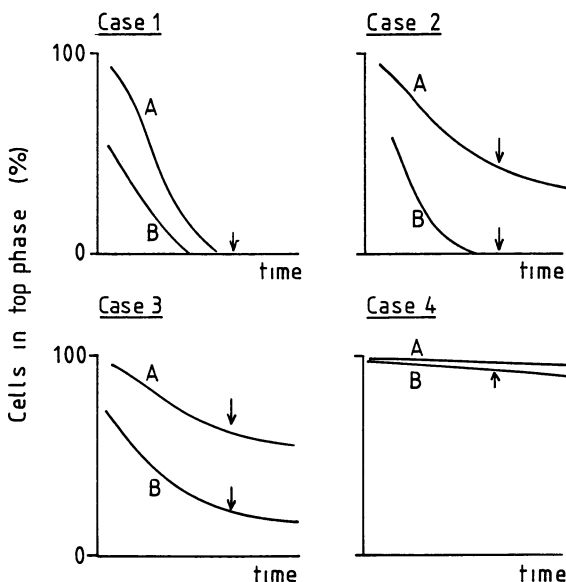 Case 1
Case 2
100
A
B
0
time
A
B
time
Cells in top phase (%)
Case 3
Case 4
100
A
B
0
time
A
B
time